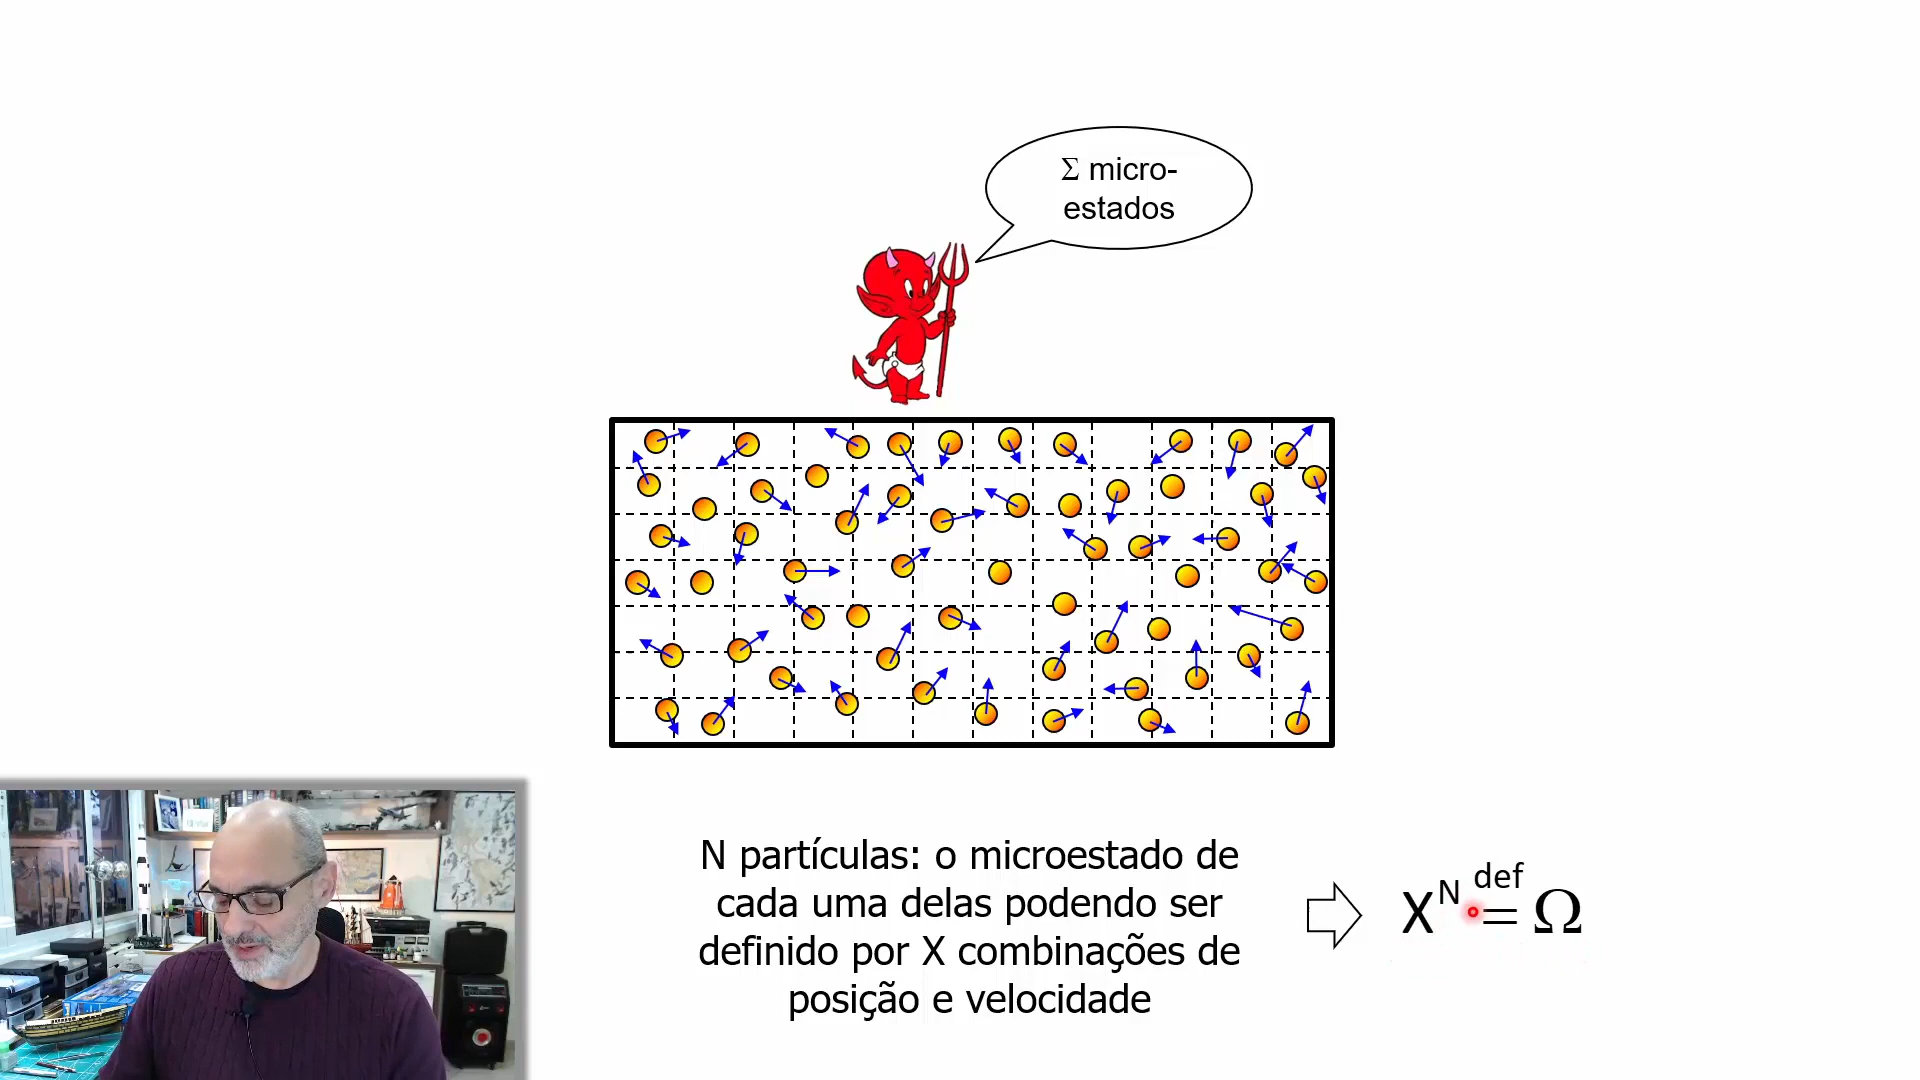 Σ micro-
estados
N partículas: o microestado de
cada uma delas podendo ser
definido por X combinações de
posição e velocidade
X^N def = Ω